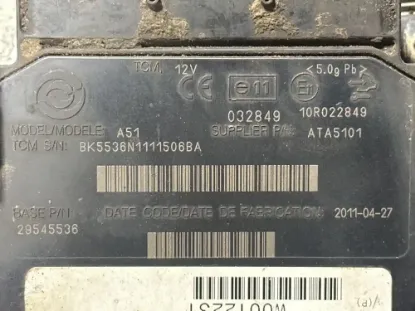 TCM, 12V
e11
<5.0g Pb>
032849
10R022849
MODEL/MODELE: A51
SUPPLIER P/N: ATA5101
TCM S/N: BK5536N1111506BA
BASE P/N DATE CODE/DATE DE FABRICATION: 2011-04-27
29545536